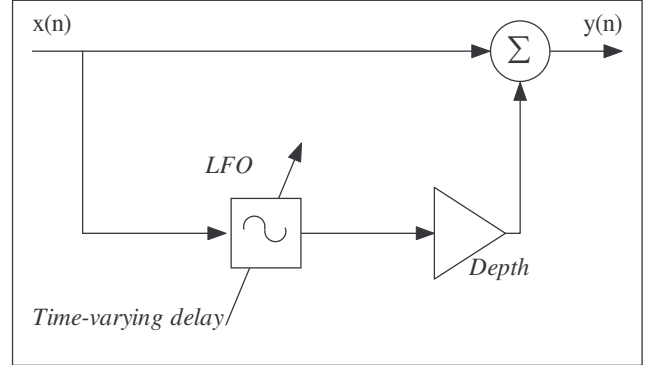 x(n)
y(n)
Σ
LFO
Depth
Time-varying delay